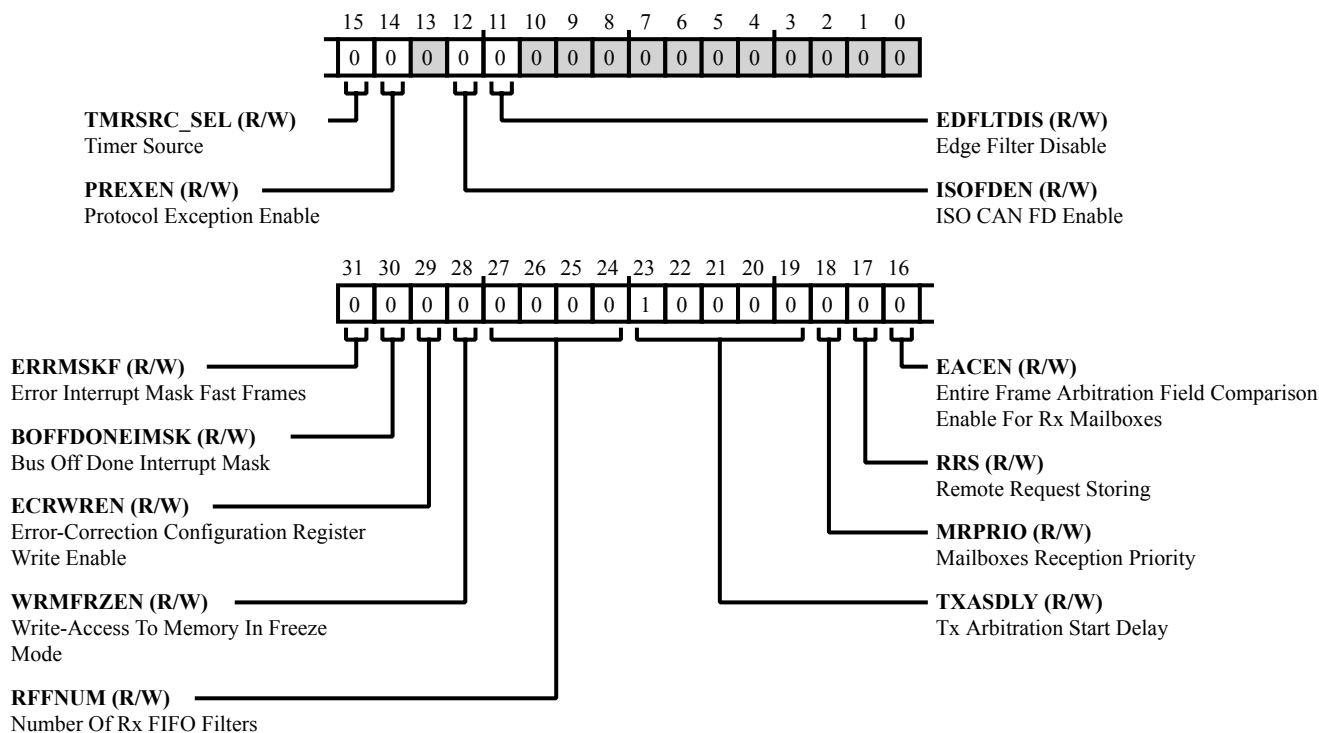 15 14 13 12 11 10 9 8 7 6 5 4 3 2 1 0
0 0 0 0 0 0 0 0 0 0 0 0 0 0 0 0
TMRSRC_SEL (R/W)
Timer Source
PREXEN (R/W)
Protocol Exception Enable
EDFLTDIS (R/W)
Edge Filter Disable
ISOFDEN (R/W)
ISO CAN FD Enable
31 30 29 28 27 26 25 24 23 22 21 20 19 18 17 16
0 0 0 0 0 0 0 0 1 0 0 0 0 0 0 0
ERRMSKF (R/W)
Error Interrupt Mask Fast Frames
BOFFDONEIMSK (R/W)
Bus Off Done Interrupt Mask
ECRWREN (R/W)
Error-Correction Configuration Register
Write Enable
WRMFRZEN (R/W)
Write-Access To Memory In Freeze
Mode
RFFNUM (R/W)
Number Of Rx FIFO Filters
EACEN (R/W)
Entire Frame Arbitration Field Comparison
Enable For Rx Mailboxes
RRS (R/W)
Remote Request Storing
MRPRIO (R/W)
Mailboxes Reception Priority
TXASDLY (R/W)
Tx Arbitration Start Delay